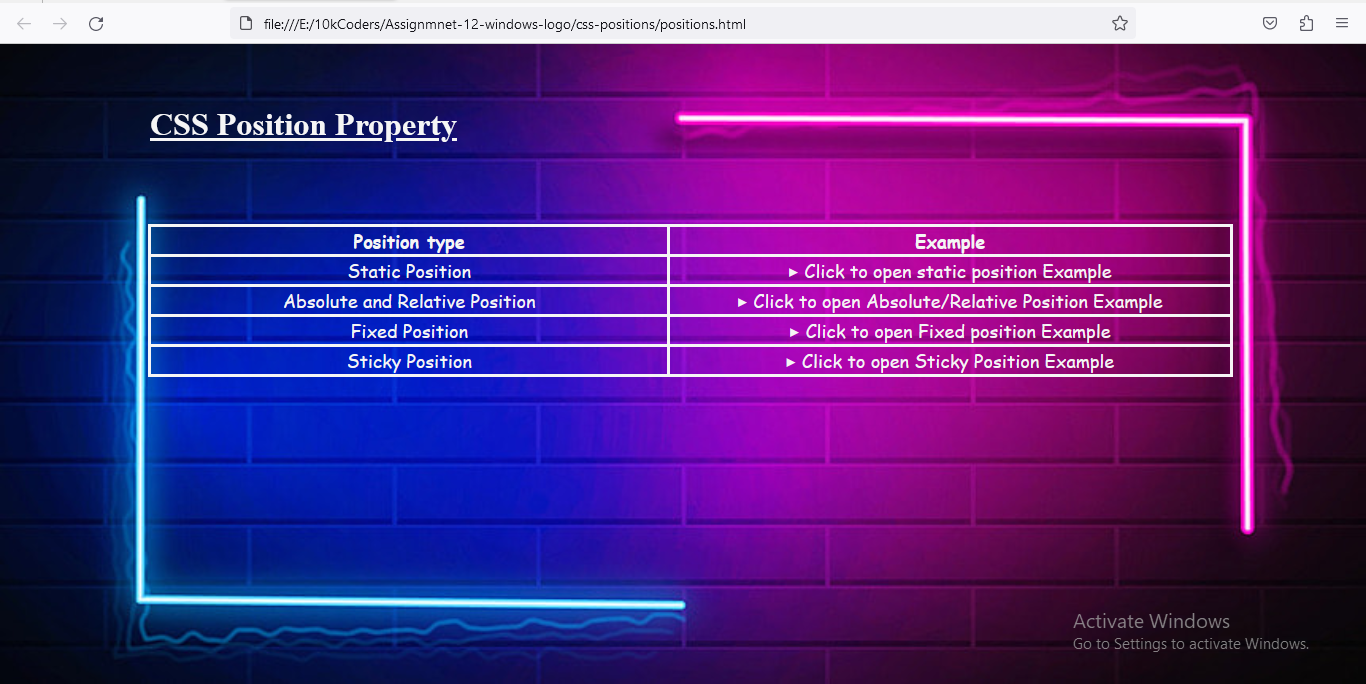 file:///E:/10kCoders/Assignmnet-12-windows-logo/css-positions/positions.html
CSS Position Property
Position type Example
Static Position ▸ Click to open static position Example
Absolute and Relative Position ▸ Click to open Absolute/Relative Position Example
Fixed Position ▸ Click to open Fixed position Example
Sticky Position ▸ Click to open Sticky Position Example
Activate Windows
Go to Settings to activate Windows.